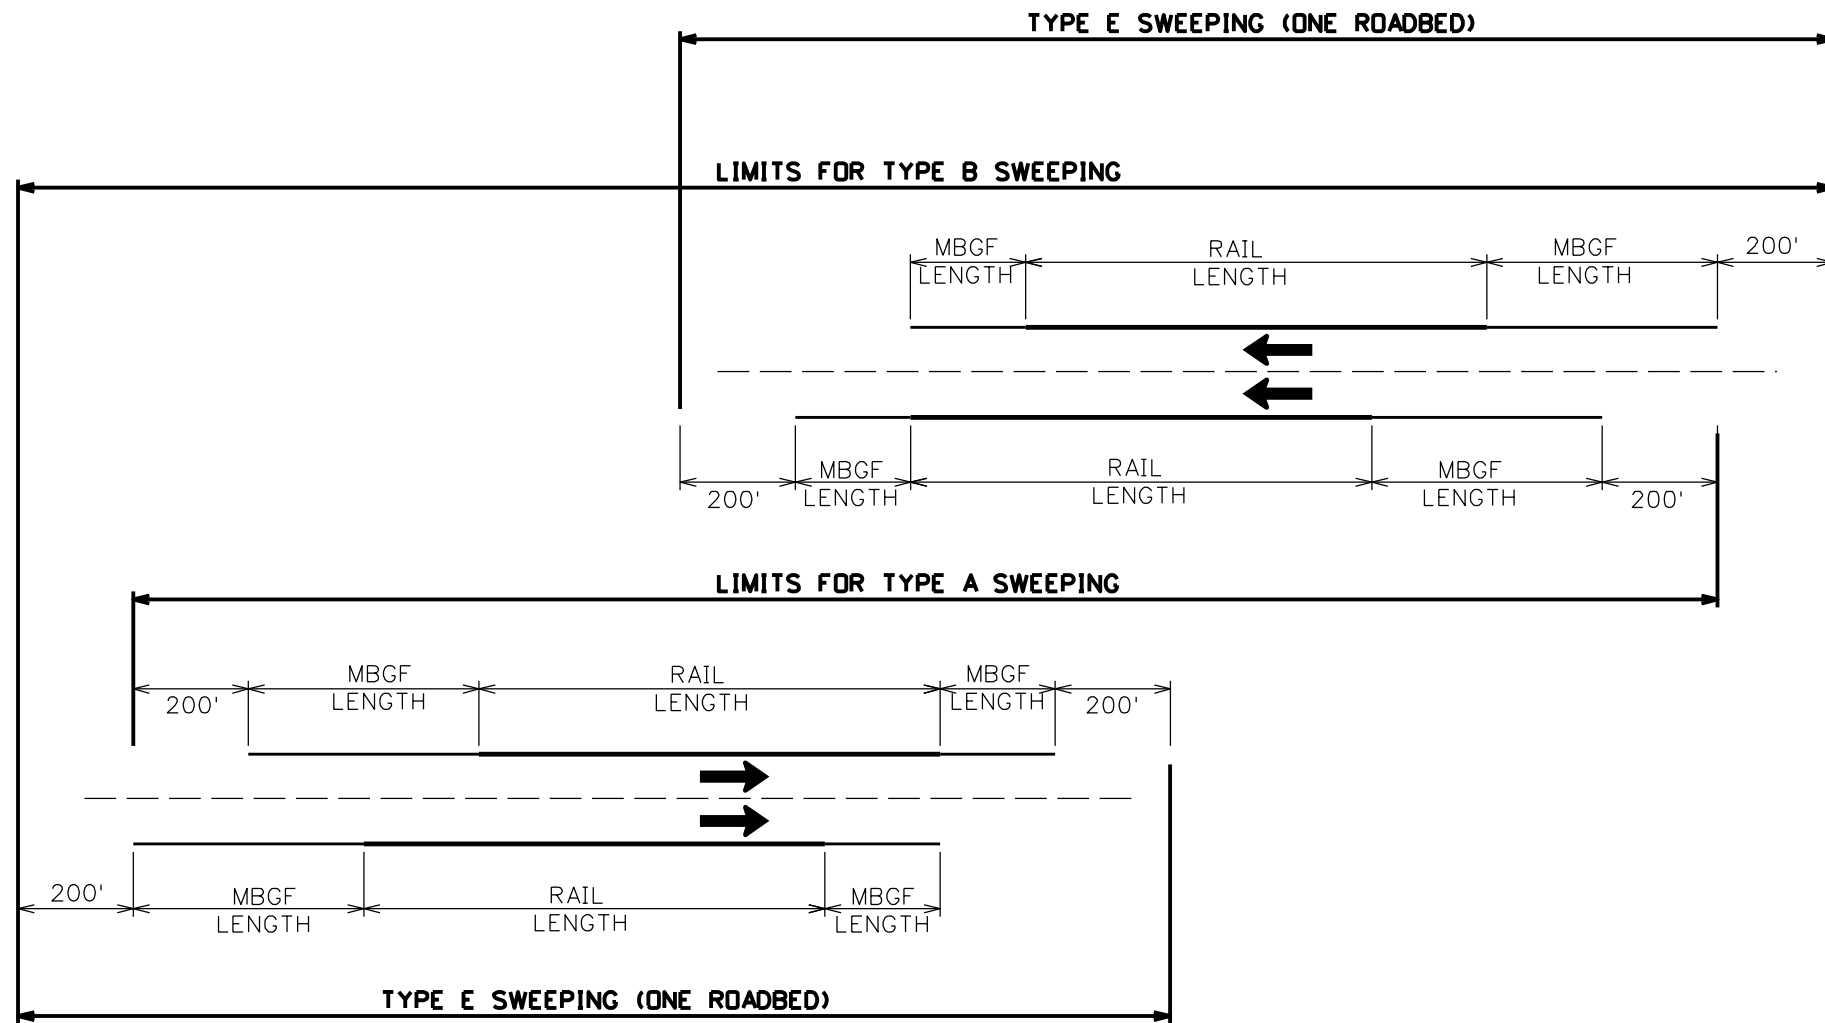 TYPE E SWEEPING (ONE ROADBED)
LIMITS FOR TYPE B SWEEPING
MBGF
LENGTH
RAIL
LENGTH
MBGF
LENGTH
200'
200'
MBGF
LENGTH
RAIL
LENGTH
MBGF
LENGTH
200'
LIMITS FOR TYPE A SWEEPING
200'
MBGF
LENGTH
RAIL
LENGTH
MBGF
LENGTH
200'
200'
MBGF
LENGTH
RAIL
LENGTH
MBGF
LENGTH
TYPE E SWEEPING (ONE ROADBED)